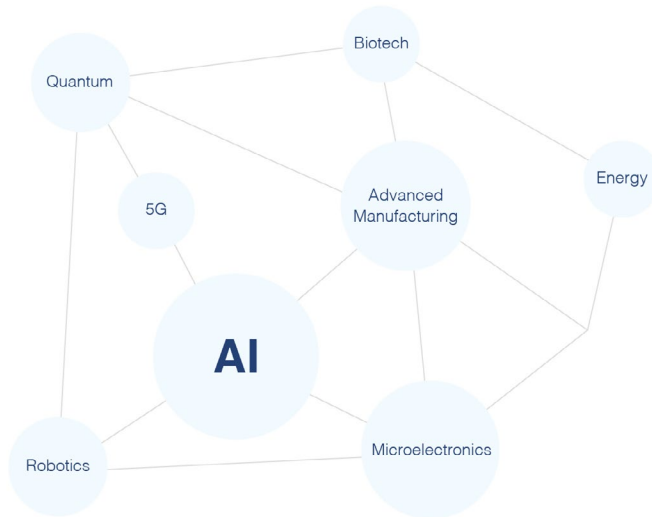 Biotech
Quantum
Energy
Advanced
Manufacturing
5G
AI
Microelectronics
Robotics